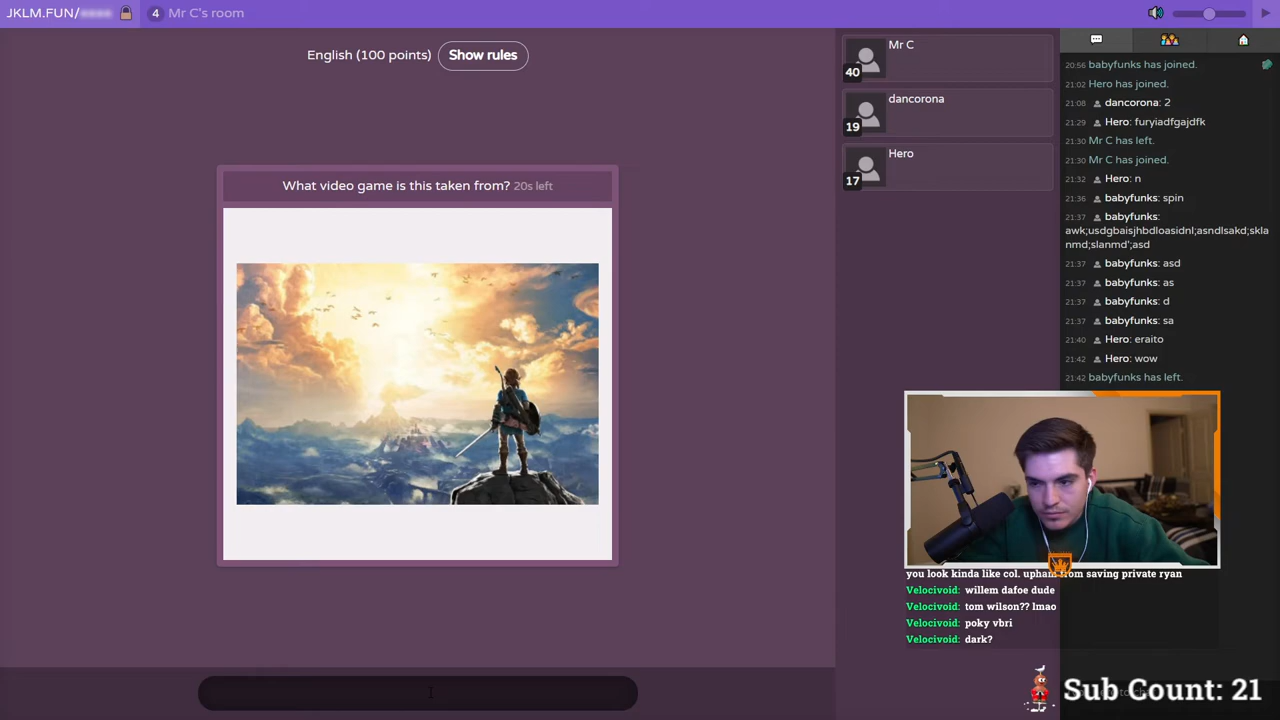 JKLM.FUN/
4 Mr C's room
English (100 points) Show rules
What video game is this taken from? 20s left
Mr C
40
dancorona
19
Hero
17
20:56 babyfunks has joined.
21:02 Hero has joined.
21:08 dancorona: 2
21:29 Hero: furyiadfgajdfk
21:30 Mr C has left.
21:30 Mr C has joined.
21:32 Hero: n
21:36 babyfunks: spin
21:37 babyfunks:
awk;usdgbaisjhbdloasidnl;asndlsakd;skla
nmd;slanmd';asd
21:37 babyfunks: asd
21:37 babyfunks: as
21:37 babyfunks: d
21:37 babyfunks: sa
21:40 Hero: eraito
21:42 Hero: wow
21:42 babyfunks has left.
you look kinda like col. upham from saving private ryan
Velocivoid: willem dafoe dude
Velocivoid: tom wilson?? lmao
Velocivoid: poky vbri
Velocivoid: dark?
Sub Count: 21